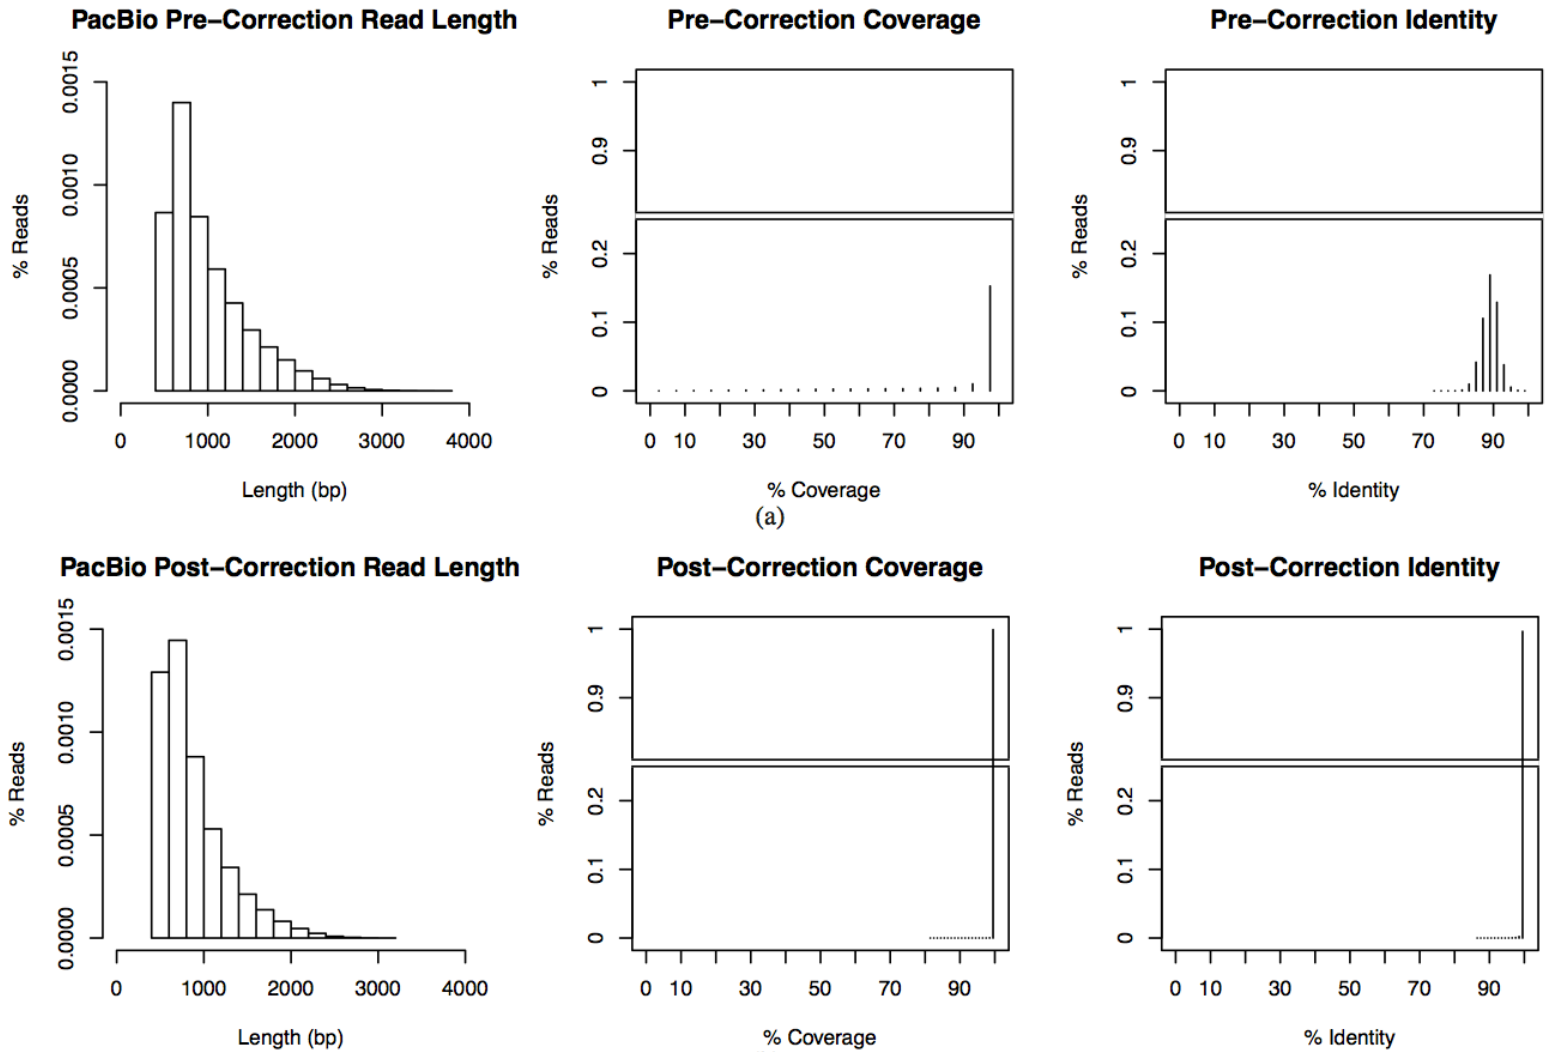 PacBio Pre−Correction Read Length
% Reads
0.0000 0.0005 0.0010 0.0015
0 1000 2000 3000 4000
Length (bp)
Pre−Correction Coverage
% Reads
0 0.1 0.2 0.9 1
0 10 30 50 70 90
% Coverage
Pre−Correction Identity
% Reads
0 0.1 0.2 0.9 1
0 10 30 50 70 90
% Identity
(a)
PacBio Post−Correction Read Length
% Reads
0.0000 0.0005 0.0010 0.0015
0 1000 2000 3000 4000
Length (bp)
Post−Correction Coverage
% Reads
0 0.1 0.2 0.9 1
0 10 30 50 70 90
% Coverage
Post−Correction Identity
% Reads
0 0.1 0.2 0.9 1
0 10 30 50 70 90
% Identity